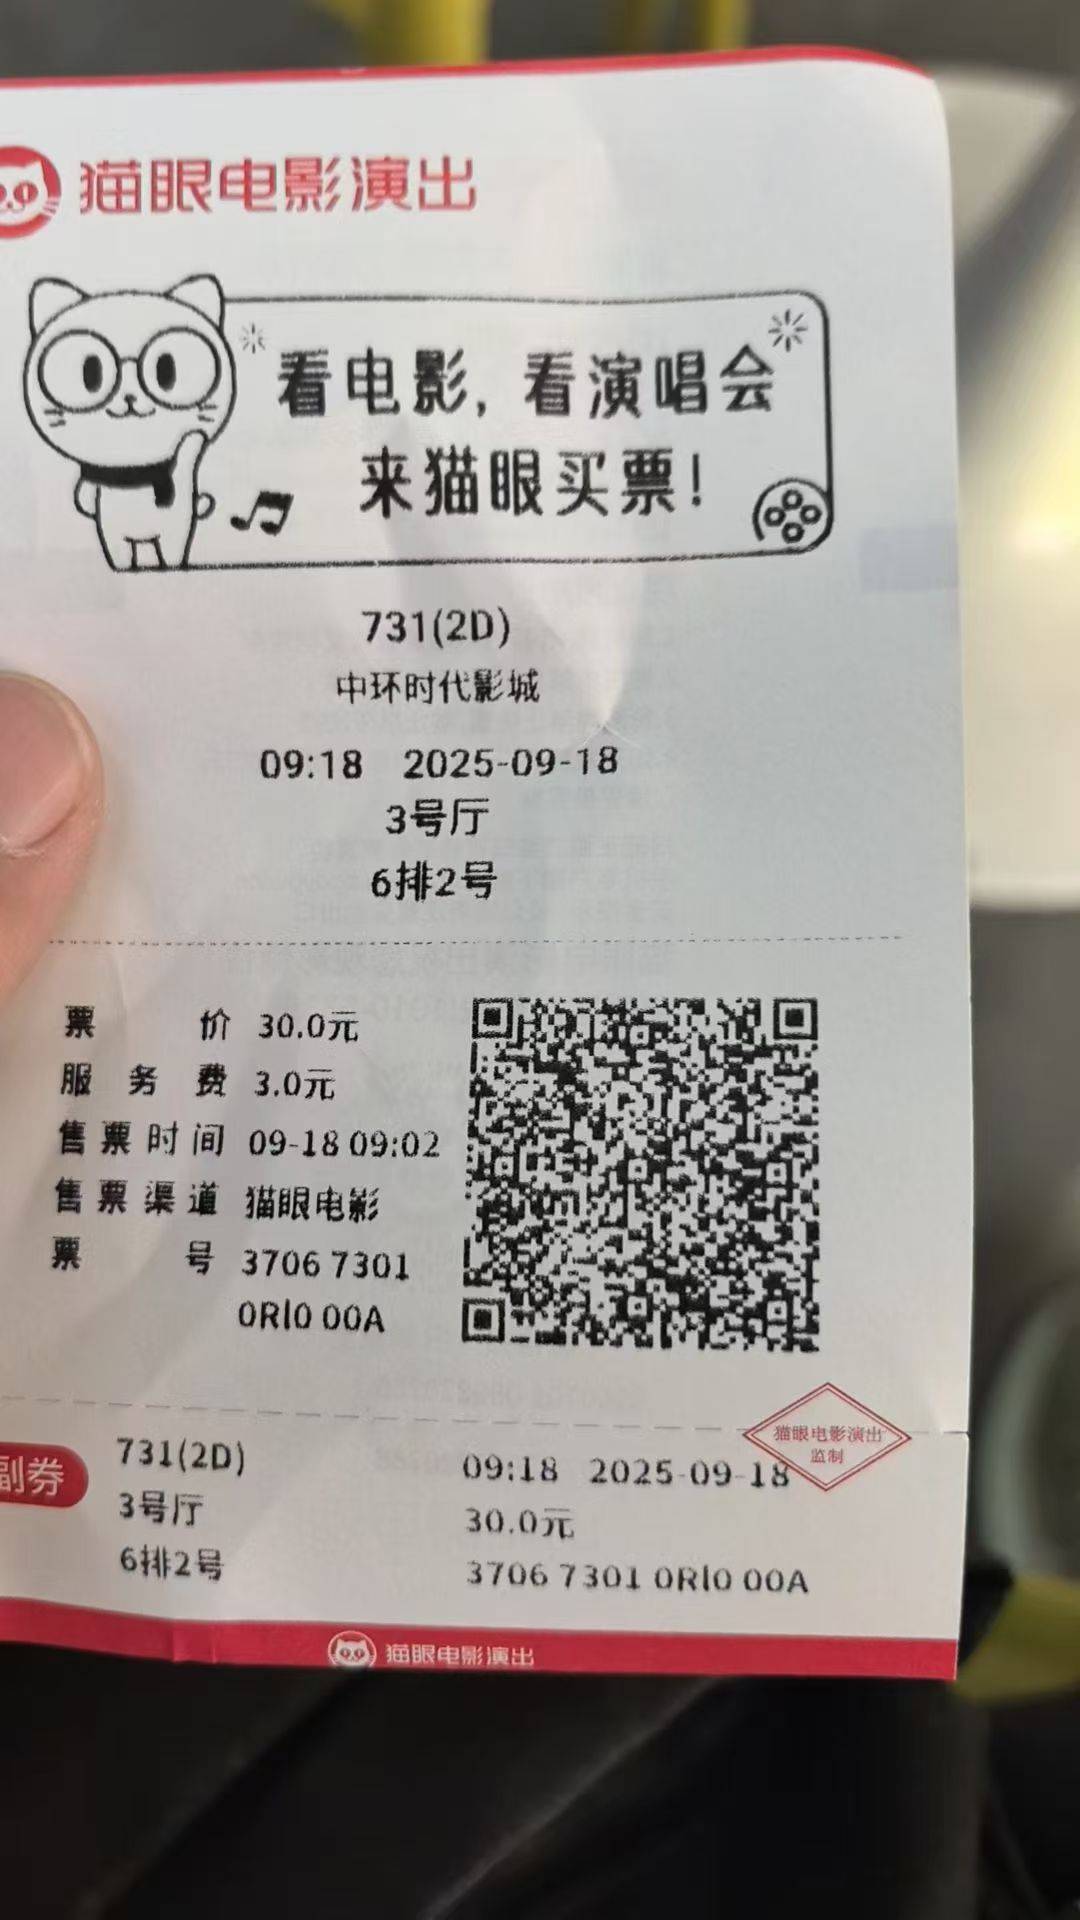 猫眼电影演出
看电影，看演唱会
来猫眼买票！
731(2D)
中环时代影城
09:18 2025-09-18
3号厅
6排2号
票价 30.0元
服务费 3.0元
售票时间 09-18 09:02
售票渠道 猫眼电影
票号 3706 7301
0Rl0 00A
猫眼电影演出
监制
副券
731(2D)
09:18 2025-09-18
3号厅
30.0元
6排2号
3706 7301 0Rl0 00A
猫眼电影演出